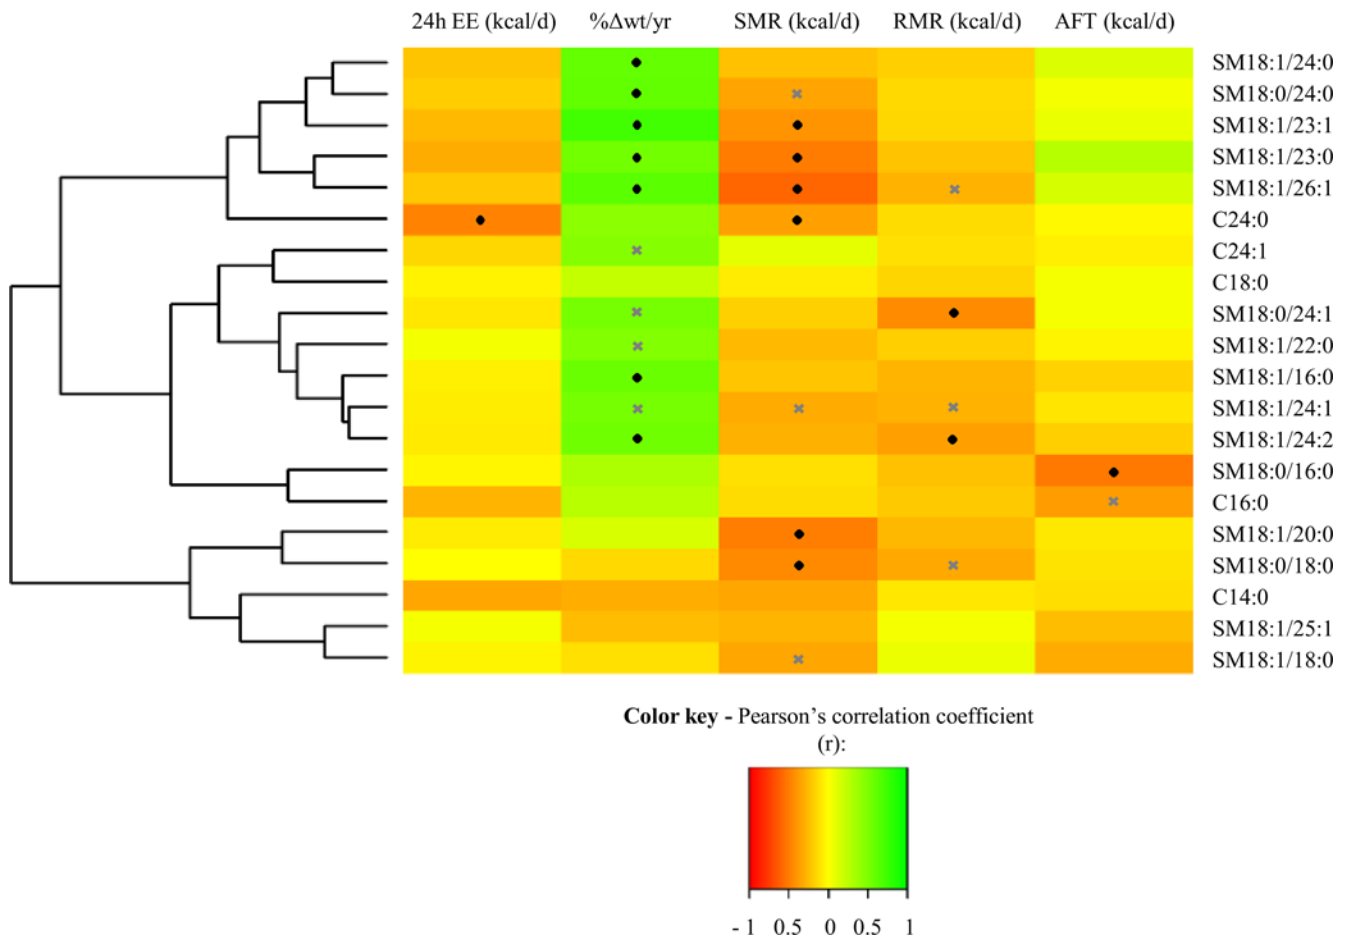 24h EE (kcal/d) %Δwt/yr SMR (kcal/d) RMR (kcal/d) AFT (kcal/d)
SM18:1/24:0
SM18:0/24:0
SM18:1/23:1
SM18:1/23:0
SM18:1/26:1
C24:0
C24:1
C18:0
SM18:0/24:1
SM18:1/22:0
SM18:1/16:0
SM18:1/24:1
SM18:1/24:2
SM18:0/16:0
C16:0
SM18:1/20:0
SM18:0/18:0
C14:0
SM18:1/25:1
SM18:1/18:0
Color key - Pearson's correlation coefficient
(r):
- 1 0.5 0 0.5 1